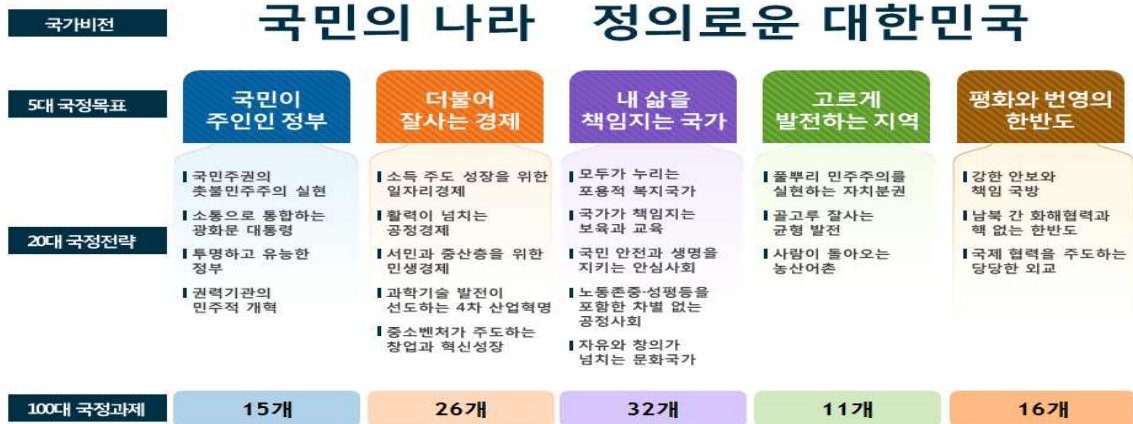 국가비전
국민의 나라 정의로운 대한민국
5대 국정목표
국민이
주인인 정부
더불어
잘사는 경제
내 삶을
책임지는 국가
고르게
발전하는 지역
평화와 번영의
한반도
20대 국정전략
국민주권의
촛불민주주의 실현
소통으로 통합하는
광화문 대통령
투명하고 유능한
정부
권력기관의
민주적 개혁
소득 주도 성장을 위한
일자리경제
활력이 넘치는
공정경제
서민과 중산층을 위한
민생경제
과학기술 발전이
선도하는 4차 산업혁명
중소벤처가 주도하는
창업과 혁신성장
모두가 누리는
포용적 복지국가
국가가 책임지는
보육과 교육
국민 안전과 생명을
지키는 안심사회
노동존중·성평등을
포함한 차별 없는
공정사회
자유와 창의가
넘치는 문화국가
풀뿌리 민주주의를
실현하는 자치분권
골고루 잘사는
균형 발전
사람이 돌아오는
농산어촌
강한 안보와
책임 국방
남북 간 화해협력과
핵 없는 한반도
국제 협력을 주도하는
당당한 외교
100대 국정과제
15개
26개
32개
11개
16개